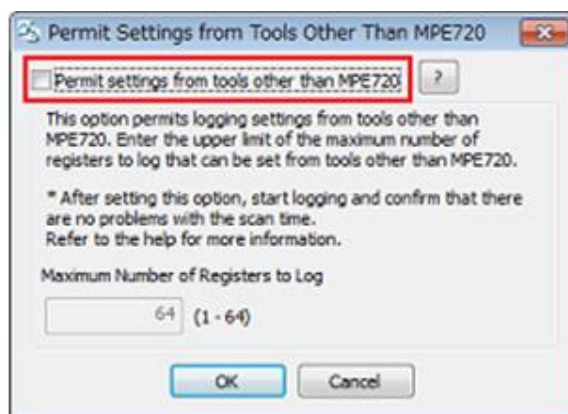 Permit Settings from Tools Other Than MPE720
Permit settings from tools other than MPE720
?
This option permits logging settings from tools other than
MPE720. Enter the upper limit of the maximum number of
registers to log that can be set from tools other than MPE720.
* After setting this option, start logging and confirm that there
are no problems with the scan time.
Refer to the help for more information.
Maximum Number of Registers to Log
64 (1 - 64)
OK Cancel